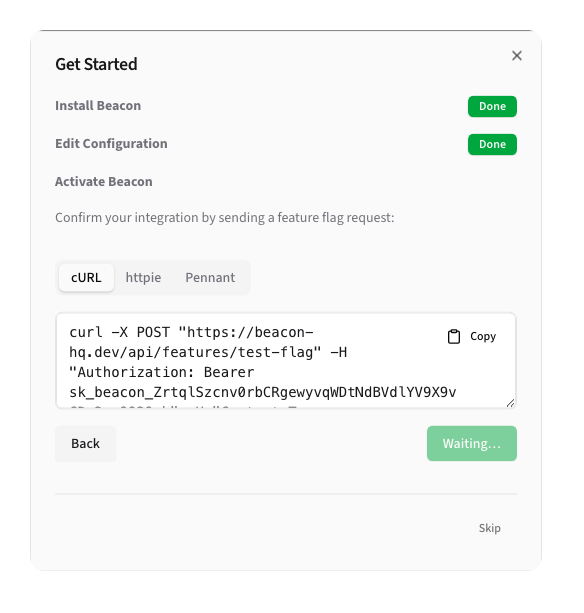 Get Started
Install Beacon
Done
Edit Configuration
Done
Activate Beacon
Confirm your integration by sending a feature flag request:
cURL httpie Pennant
curl -X POST "https://beacon-
Copy
hq.dev/api/features/test-flag" -H
"Authorization: Bearer
sk_beacon_ZrtqlSzcnv0rbCRgewyvqWDtNdBVdlYV9X9v
Back
Waiting...
Skip